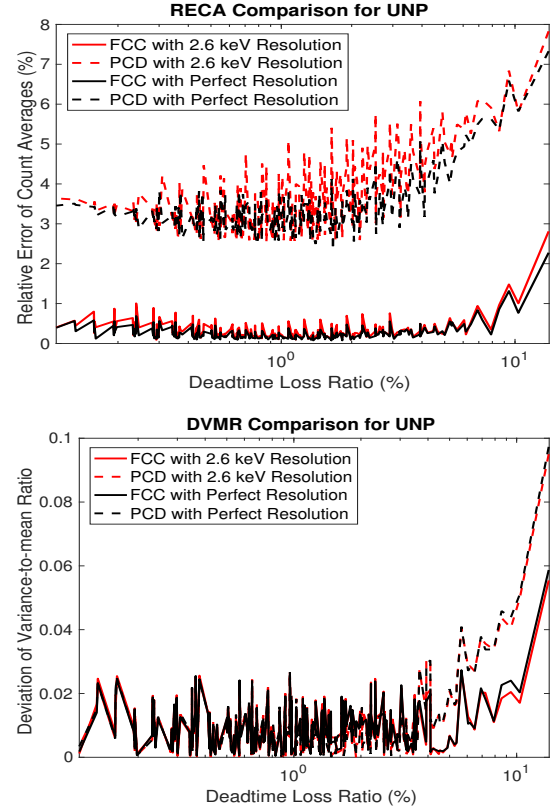 RECA Comparison for UNP
Relative Error of Count Averages (%)
8
7
6
5
4
3
2
1
0
FCC with 2.6 keV Resolution
PCD with 2.6 keV Resolution
FCC with Perfect Resolution
PCD with Perfect Resolution
10^0
10^1
Deadtime Loss Ratio (%)
DVMR Comparison for UNP
Deviation of Variance-to-mean Ratio
0.1
0.08
0.06
0.04
0.02
0
FCC with 2.6 keV Resolution
PCD with 2.6 keV Resolution
FCC with Perfect Resolution
PCD with Perfect Resolution
10^0
10^1
Deadtime Loss Ratio (%)